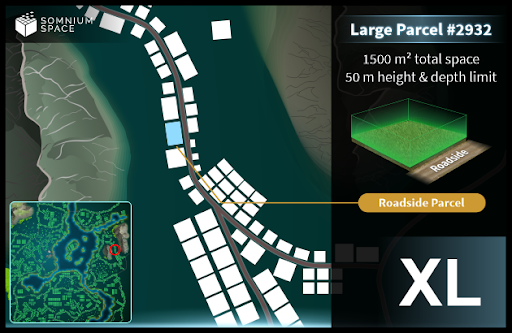 SOMNIUM
SPACE
Large Parcel #2932
1500 m² total space
50 m height & depth limit
Roadside
Roadside Parcel
XL